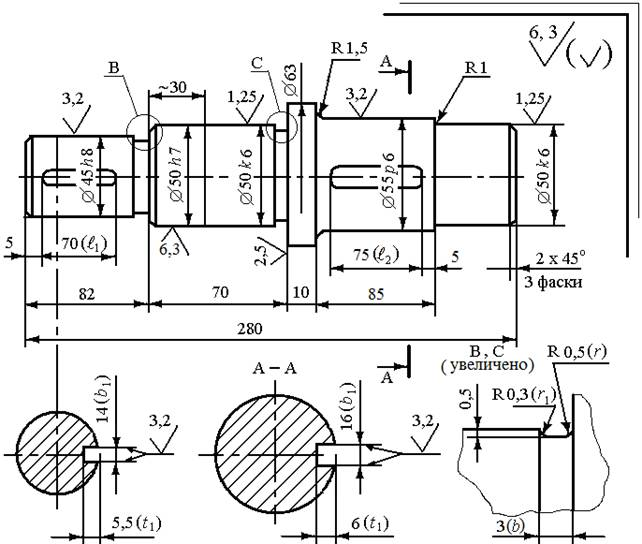 6,3 (√)
B
C
~30
3,2
1,25
Ø63
R1,5
A
R1
3,2
1,25
Ø45h8
Ø50h7
Ø50k6
Ø55p6
Ø50k6
6,3
2,5
5
70(ℓ₁)
75(ℓ₂)
5
2 x 45°
3 фаски
82
70
10
85
280
A – A
A
B, C
(увеличено)
R 0,5(r)
R 0,3(r₁)
0,5
14(b₁)
3,2
16(b₁)
3,2
5,5(t₁)
6(t₁)
3(b)